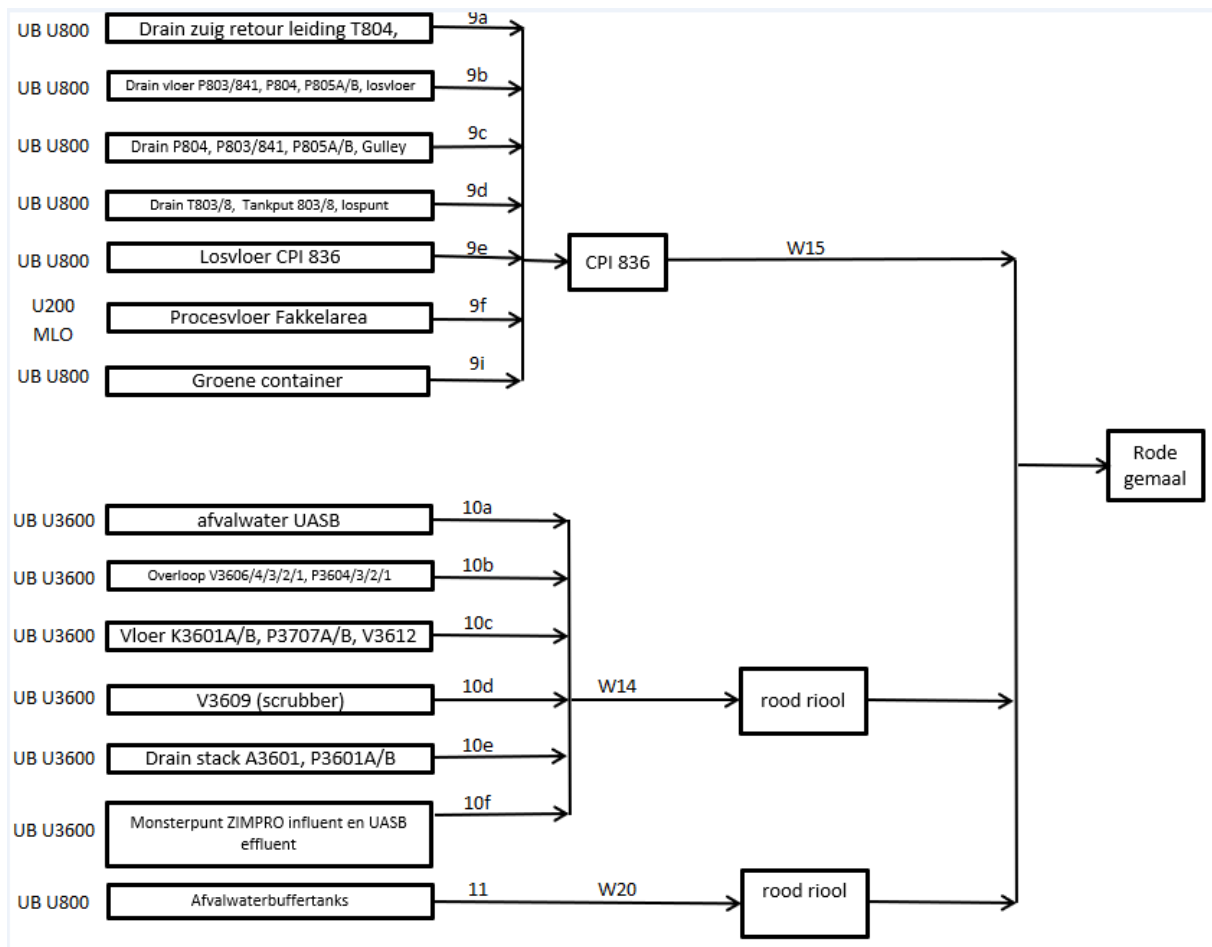 UB U800 Drain zuig retour leiding T804, 9a
UB U800 Drain vloer P803/841, P804, P805A/B, losvloer 9b
UB U800 Drain P804, P803/841, P805A/B, Gulley 9c
UB U800 Drain T803/8, Tankput 803/8, lospunt 9d
UB U800 Losvloer CPI 836 9e
CPI 836
W15
U200
MLO
Procesvloer Fakkelarea 9f
UB U800 Groene container 9i
Rode
gemaal
UB U3600 afvalwater UASB 10a
UB U3600 Overloop V3606/4/3/2/1, P3604/3/2/1 10b
UB U3600 Vloer K3601A/B, P3707A/B, V3612 10c
UB U3600 V3609 (scrubber) 10d
W14
rood riool
UB U3600 Drain stack A3601, P3601A/B 10e
UB U3600 Monsterpunt ZIMPRO influent en UASB
effluent
10f
UB U800 Afvalwaterbuffertanks 11 W20
rood riool